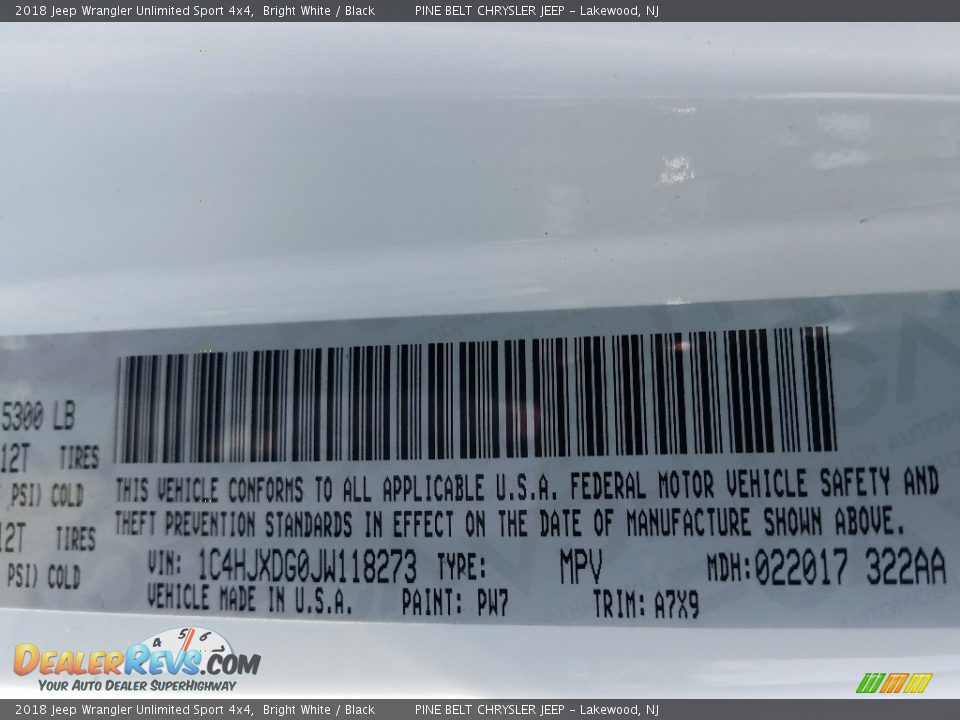 2018 Jeep Wrangler Unlimited Sport 4x4, Bright White / Black PINE BELT CHRYSLER JEEP - Lakewood, NJ
5300 LB
12T TIRES
PSI) COLD
12T TIRES
PSI) COLD
THIS VEHICLE CONFORMS TO ALL APPLICABLE U.S.A. FEDERAL MOTOR VEHICLE SAFETY AND
THEFT PREVENTION STANDARDS IN EFFECT ON THE DATE OF MANUFACTURE SHOWN ABOVE.
VIN: 1C4HJXDG0JW118273 TYPE: MPV MDH:022017 322AA
VEHICLE MADE IN U.S.A. PAINT: PW7 TRIM: A7X9
4 5 6
DEALERREVS.COM
YOUR AUTO DEALER SUPERHIGHWAY
2018 Jeep Wrangler Unlimited Sport 4x4, Bright White / Black PINE BELT CHRYSLER JEEP - Lakewood, NJ